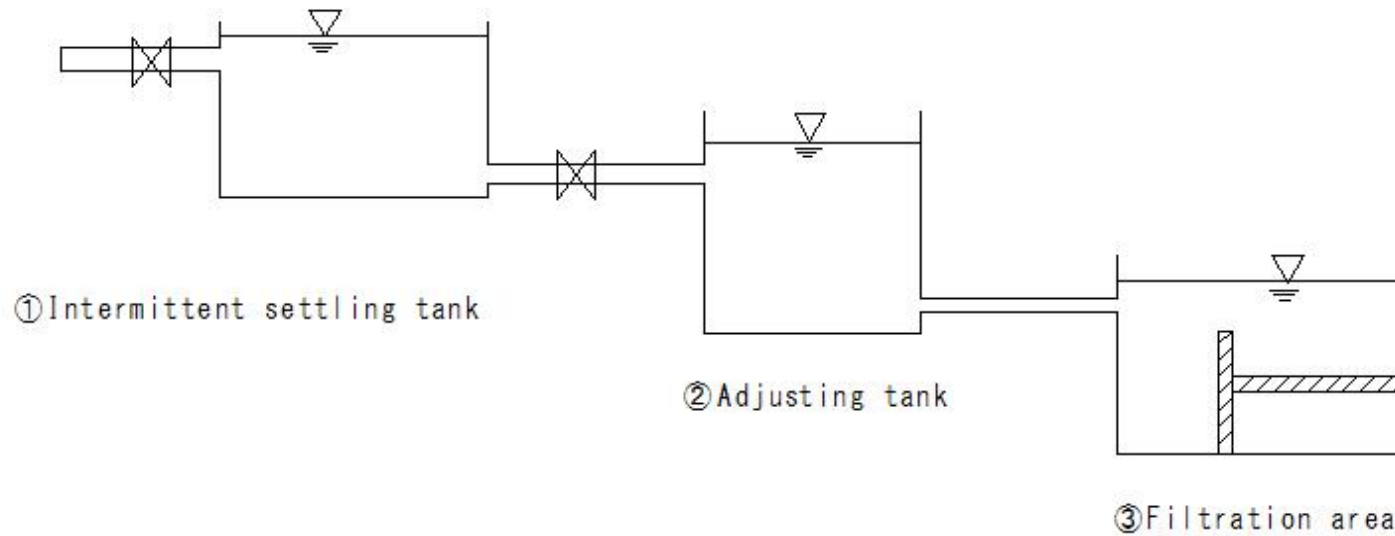 ①Intermittent settling tank
②Adjusting tank
③Filtration area